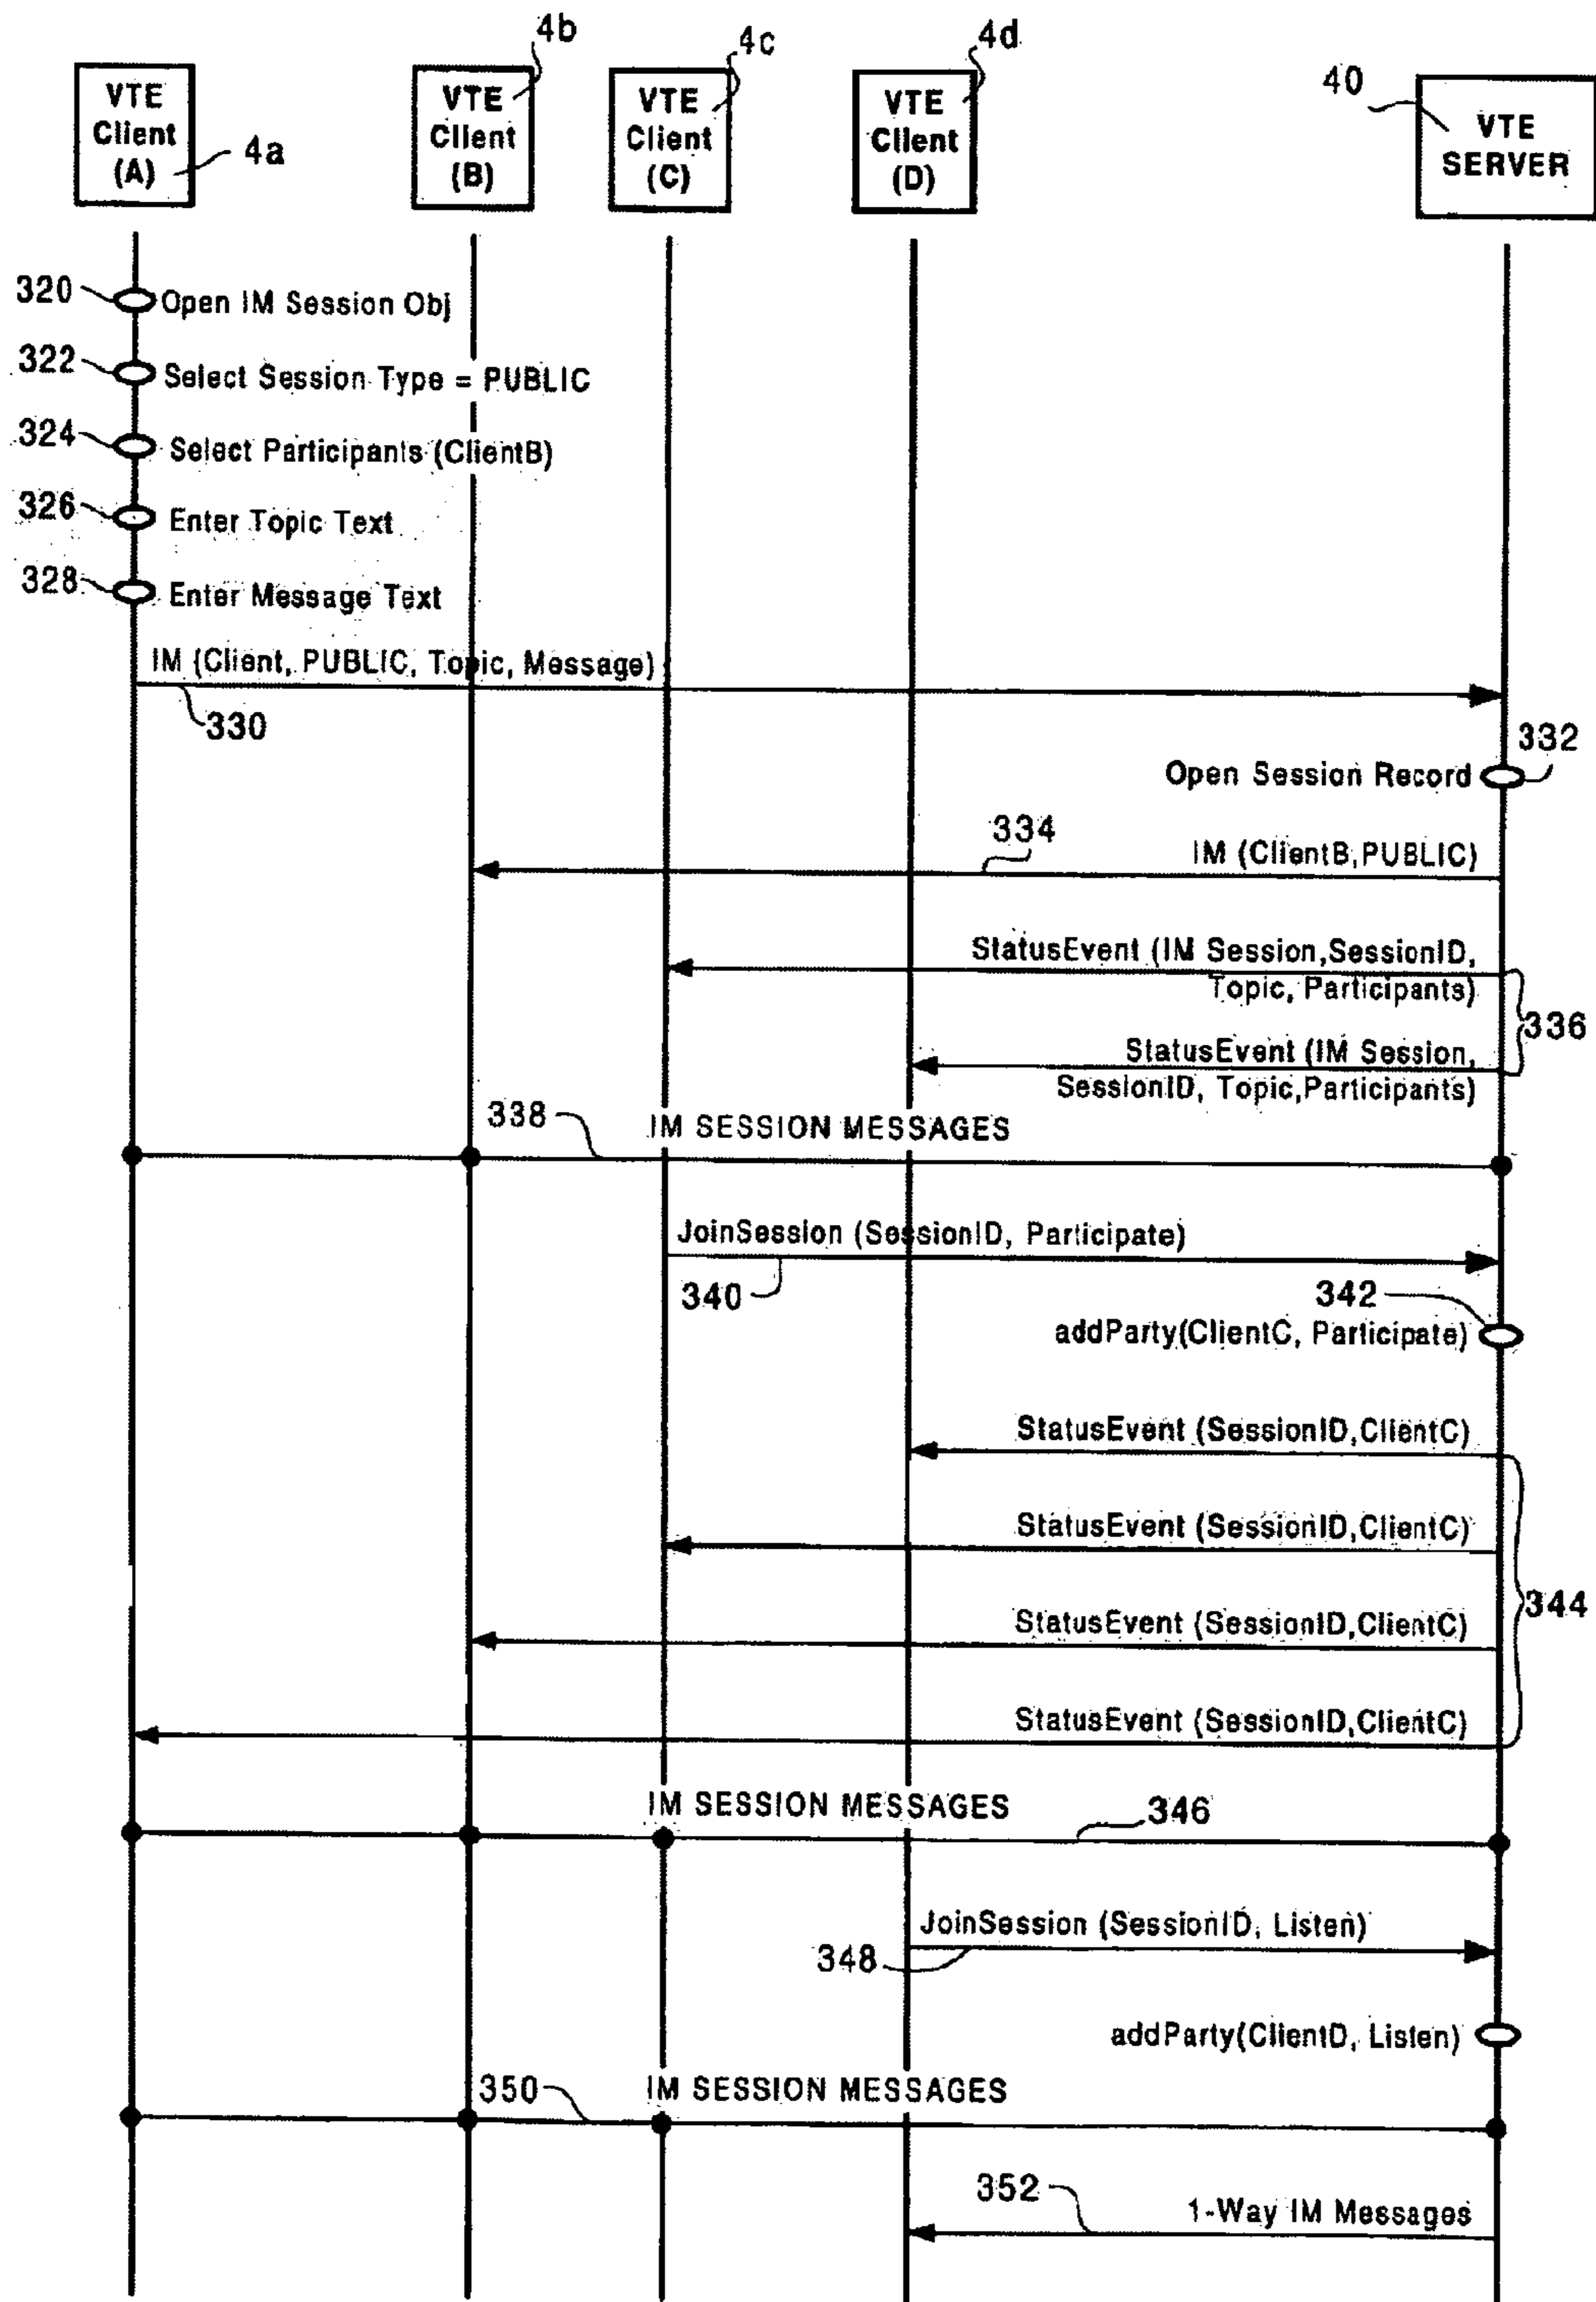 4b
4c
4d
40
VTE
Client
(A)
4a
VTE
Client
(B)
VTE
Client
(C)
VTE
Client
(D)
VTE
SERVER
320
Open IM Session Obj
322
Select Session Type = PUBLIC
324
Select Participants (ClientB)
326
Enter Topic Text
328
Enter Message Text
IM (Client, PUBLIC, Topic, Message)
330
332
Open Session Record
334
IM (ClientB,PUBLIC)
StatusEvent (IM Session,SessionID,
Topic, Participants)
336
StatusEvent (IM Session,
SessionID, Topic,Participants)
338
IM SESSION MESSAGES
JoinSession (SessionID, Participate)
340
342
addParty(ClientC, Participate)
StatusEvent (SessionID,ClientC)
StatusEvent (SessionID,ClientC)
344
StatusEvent (SessionID,ClientC)
StatusEvent (SessionID,ClientC)
IM SESSION MESSAGES
346
JoinSession (SessionID, Listen)
348
addParty(ClientD, Listen)
350
IM SESSION MESSAGES
352
1-Way IM Messages